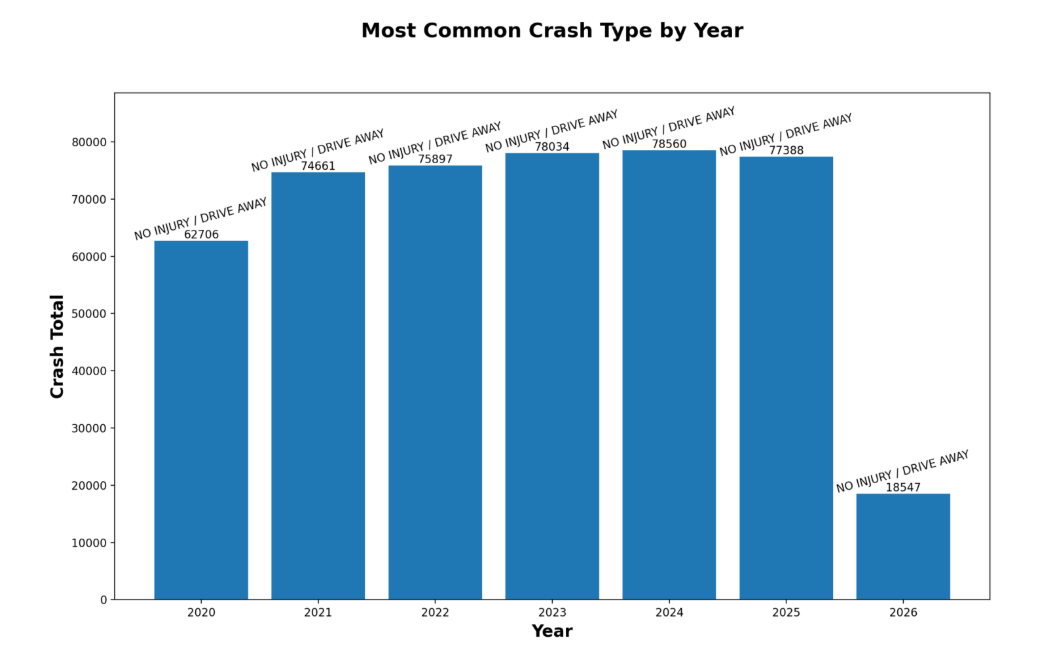 Most Common Crash Type by Year
Crash Total
80000
70000
60000
50000
40000
30000
20000
10000
0
NO INJURY / DRIVE AWAY
62706
NO INJURY / DRIVE AWAY
74661
NO INJURY / DRIVE AWAY
75897
NO INJURY / DRIVE AWAY
78034
NO INJURY / DRIVE AWAY
78560
NO INJURY / DRIVE AWAY
77388
NO INJURY / DRIVE AWAY
18547
2020 2021 2022 2023 2024 2025 2026
Year